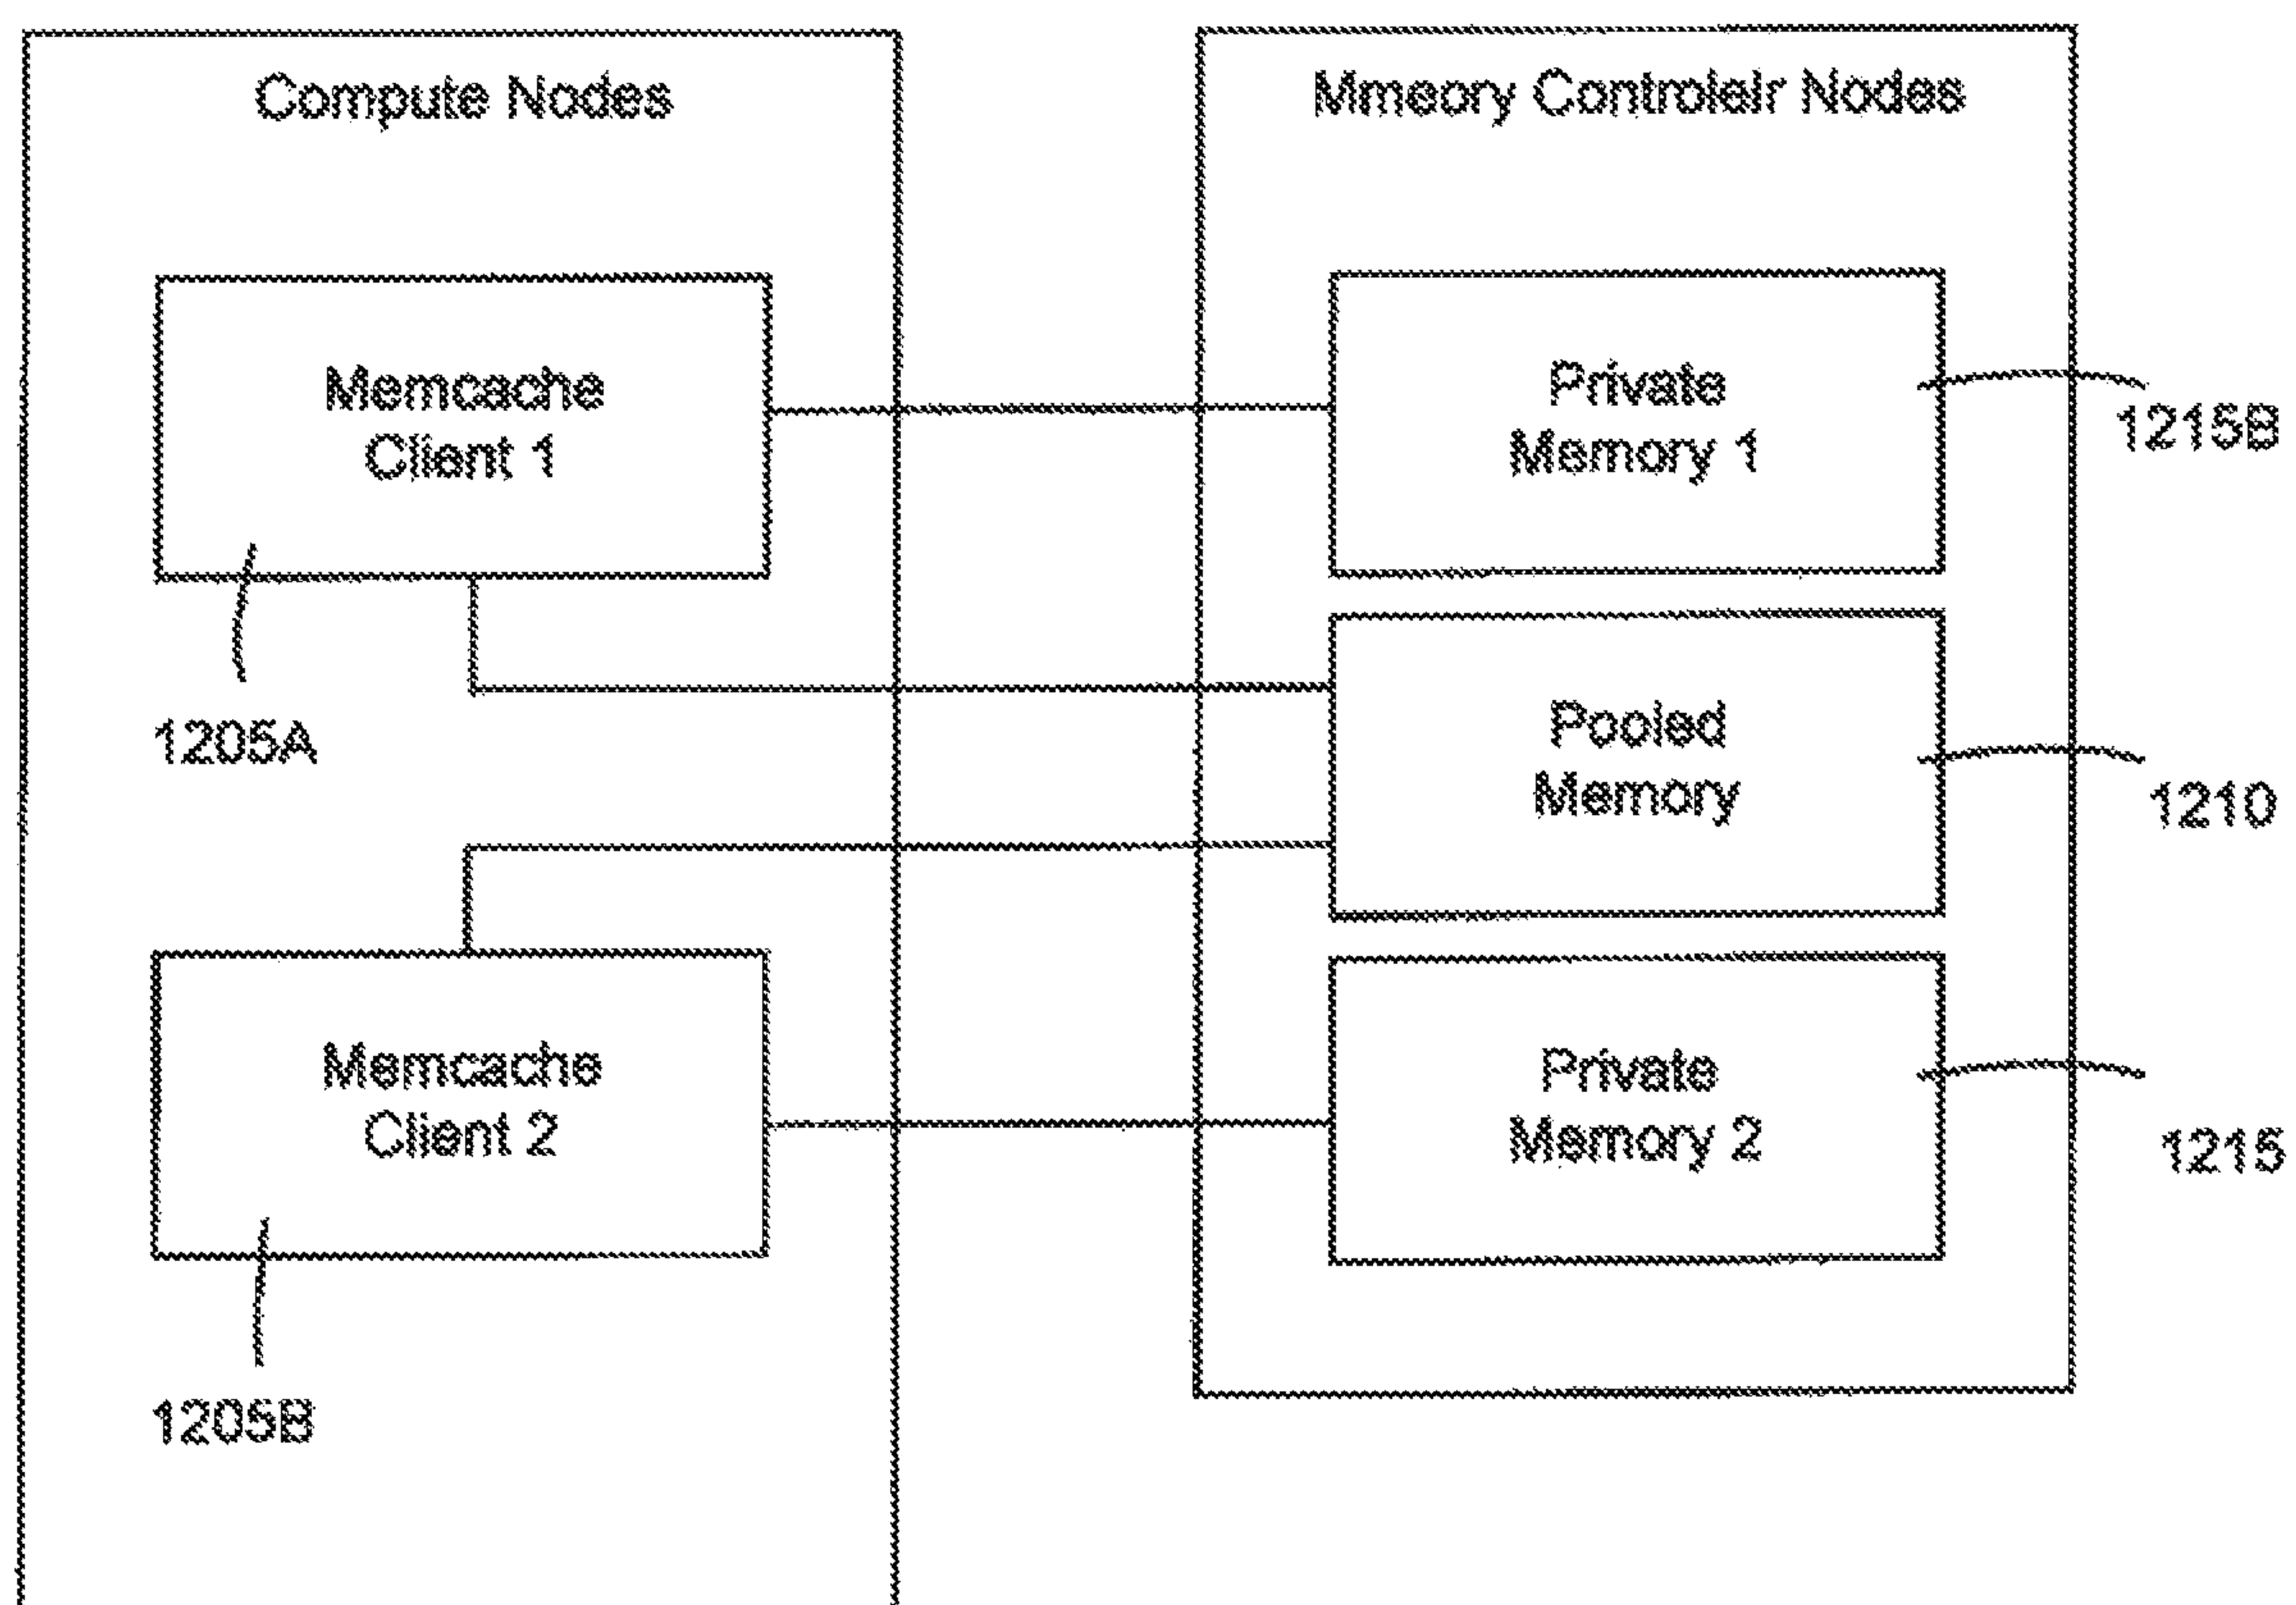 Compute Nodes
Mmeory Controlelr Nodes
Memcache
Client 1
1205A
Memcache
Client 2
1205B
Private
Memory 1
1215B
Pooled
Memory
1210
Private
Memory 2
1215